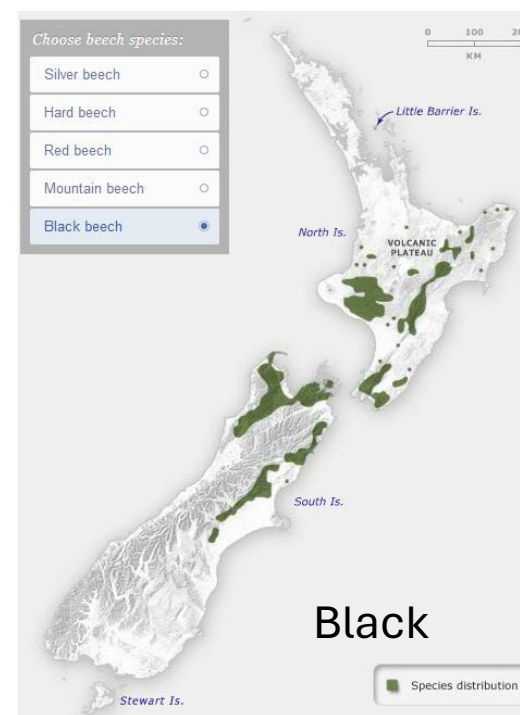 Choose beech species:
Silver beech
Hard beech
Red beech
Mountain beech
Black beech
0 100
KM
Little Barrier Is.
North Is.
VOLCANIC
PLATEAU
South Is.
Black
Species distribution
Stewart Is.